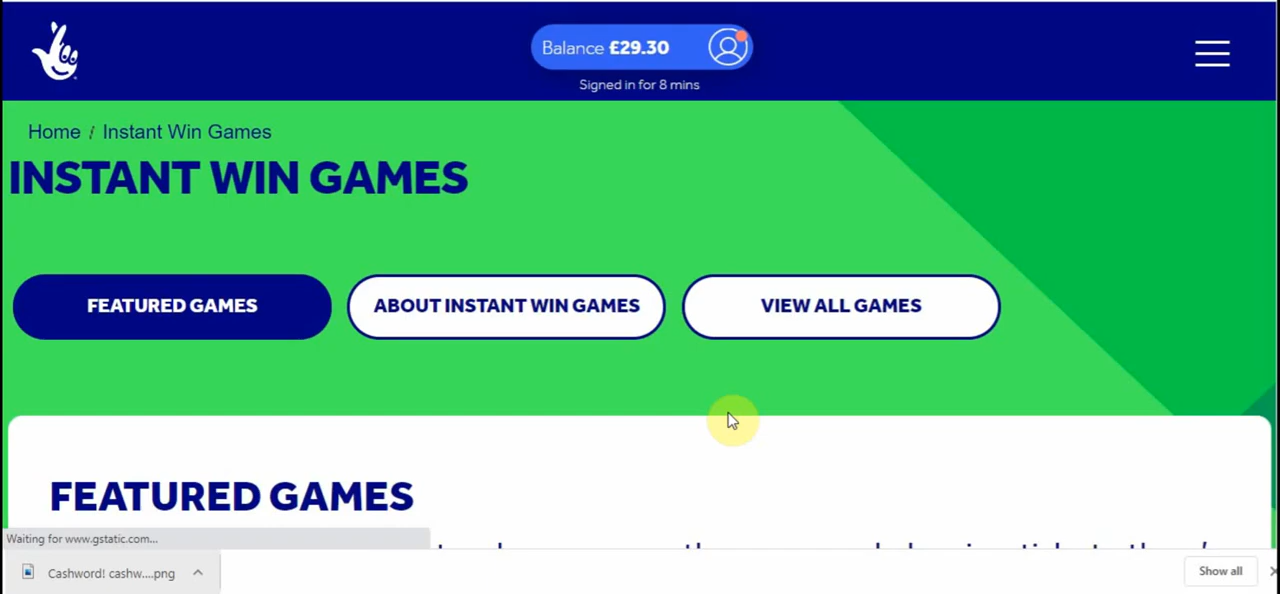 Balance £29.30
Signed in for 8 mins
Home / Instant Win Games
INSTANT WIN GAMES
FEATURED GAMES
ABOUT INSTANT WIN GAMES
VIEW ALL GAMES
FEATURED GAMES
Waiting for www.gstatic.com...
Cashword! cashw....png
Show all